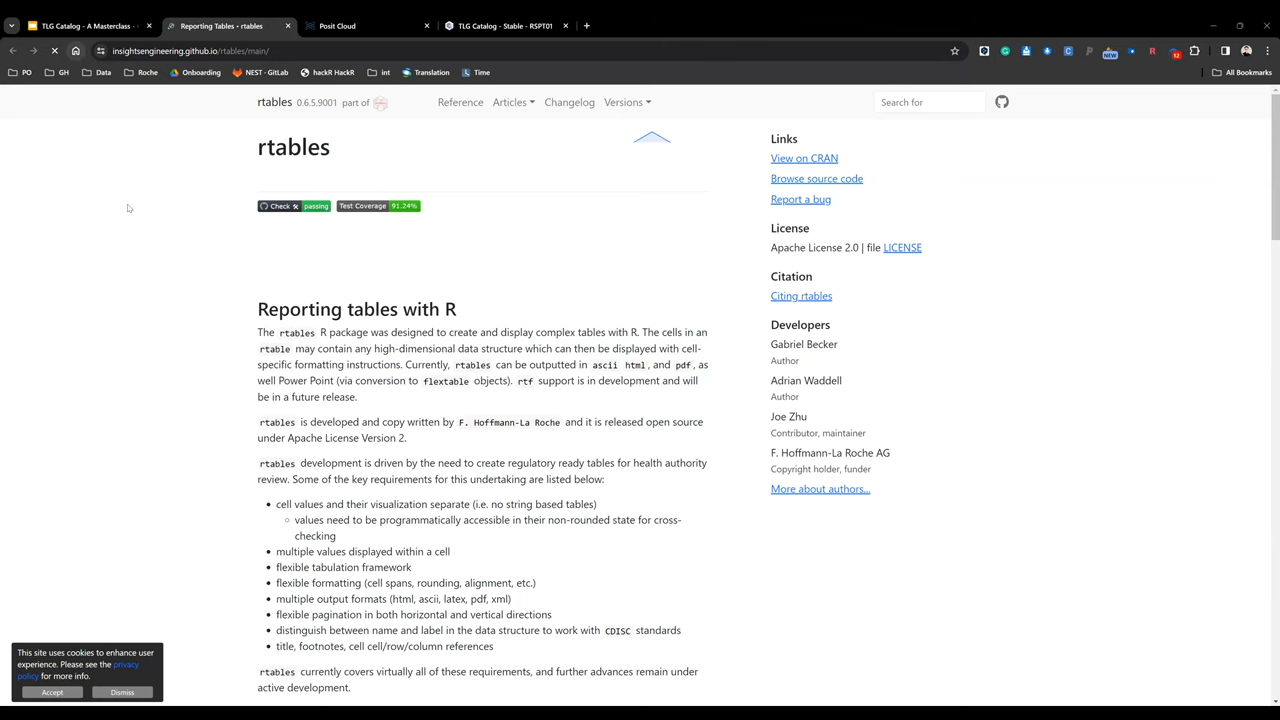 TLG Catalog - A Masterclass -
Reporting Tables • rtables
Posit Cloud
TLG Catalog - Stable - RSPT01
insightsengineering.github.io/rtables/main/
PO
GH
Data
Roche
Onboarding
NEST · GitLab
hackR HackR
int
Translation
Time
All Bookmarks
rtables 0.6.5.9001 part of
Reference
Articles
Changelog
Versions
Search for
rtables
Check passing
Test Coverage 91.24%
Reporting tables with R
The rtables R package was designed to create and display complex tables with R. The cells in an
rtable may contain any high-dimensional data structure which can then be displayed with cell-
specific formatting instructions. Currently, rtables can be outputted in ascii html, and pdf, as
well Power Point (via conversion to flextable objects). rtf support is in development and will
be in a future release.
rtables is developed and copy written by F. Hoffmann-La Roche and it is released open source
under Apache License Version 2.
rtables development is driven by the need to create regulatory ready tables for health authority
review. Some of the key requirements for this undertaking are listed below:
• cell values and their visualization separate (i.e. no string based tables)
◦ values need to be programmatically accessible in their non-rounded state for cross-
checking
• multiple values displayed within a cell
• flexible tabulation framework
• flexible formatting (cell spans, rounding, alignment, etc.)
• multiple output formats (html, ascii, latex, pdf, xml)
• flexible pagination in both horizontal and vertical directions
• distinguish between name and label in the data structure to work with CDISC standards
• title, footnotes, cell cell/row/column references
rtables currently covers virtually all of these requirements, and further advances remain under
active development.
Links
View on CRAN
Browse source code
Report a bug
License
Apache License 2.0 | file LICENSE
Citation
Citing rtables
Developers
Gabriel Becker
Author
Adrian Waddell
Author
Joe Zhu
Contributor, maintainer
F. Hoffmann-La Roche AG
Copyright holder, funder
More about authors...
This site uses cookies to enhance user
experience. Please see the privacy
policy for more info.
Accept
Dismiss